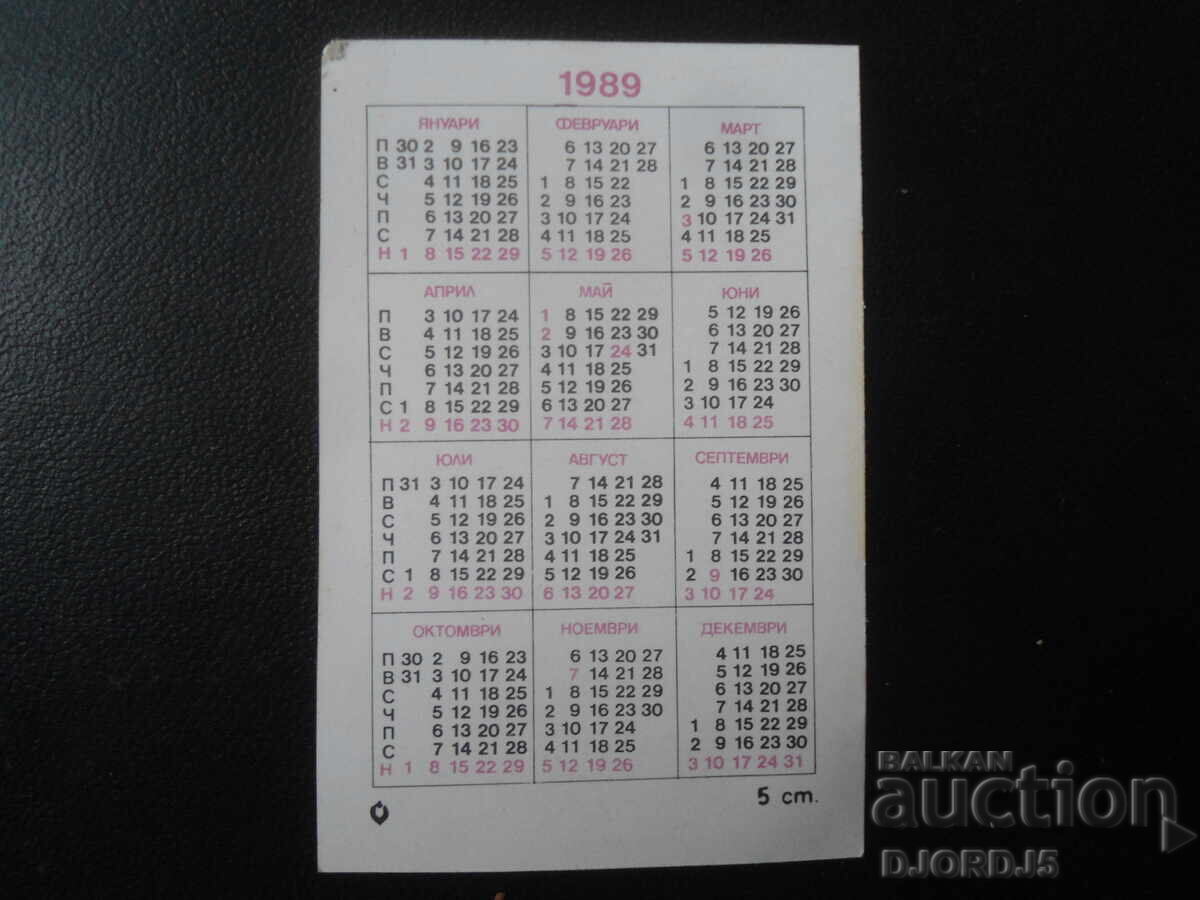 1989
ЯНУАРИ ФЕВРУАРИ МАРТ
П 30 2 9 16 23 6 13 20 27 6 13 20 27
В 31 3 10 17 24 7 14 21 28 7 14 21 28
С 4 11 18 25 1 8 15 22 1 8 15 22 29
Ч 5 12 19 26 2 9 16 23 2 9 16 23 30
П 6 13 20 27 3 10 17 24 3 10 17 24 31
С 7 14 21 28 4 11 18 25 4 11 18 25
Н 1 8 15 22 29 5 12 19 26 5 12 19 26
АПРИЛ МАЙ ЮНИ
П 3 10 17 24 1 8 15 22 29 5 12 19 26
В 4 11 18 25 2 9 16 23 30 6 13 20 27
С 5 12 19 26 3 10 17 24 31 7 14 21 28
Ч 6 13 20 27 4 11 18 25 1 8 15 22 29
П 7 14 21 28 5 12 19 26 2 9 16 23 30
С 1 8 15 22 29 6 13 20 27 3 10 17 24
Н 2 9 16 23 30 7 14 21 28 4 11 18 25
ЮЛИ АВГУСТ СЕПТЕМВРИ
П 31 3 10 17 24 7 14 21 28 4 11 18 25
В 4 11 18 25 1 8 15 22 29 5 12 19 26
С 5 12 19 26 2 9 16 23 30 6 13 20 27
Ч 6 13 20 27 3 10 17 24 31 7 14 21 28
П 7 14 21 28 4 11 18 25 1 8 15 22 29
С 1 8 15 22 29 5 12 19 26 2 9 16 23 30
Н 2 9 16 23 30 6 13 20 27 3 10 17 24
ОКТОМВРИ НОЕМВРИ ДЕКЕМВРИ
П 30 2 9 16 23 6 13 20 27 4 11 18 25
В 31 3 10 17 24 7 14 21 28 5 12 19 26
С 4 11 18 25 1 8 15 22 29 6 13 20 27
Ч 5 12 19 26 2 9 16 23 30 7 14 21 28
П 6 13 20 27 3 10 17 24 1 8 15 22 29
С 7 14 21 28 4 11 18 25 2 9 16 23 30
Н 1 8 15 22 29 5 12 19 26 3 10 17 24 31
5 ст.
BALKAN
auction
DJORDJ5